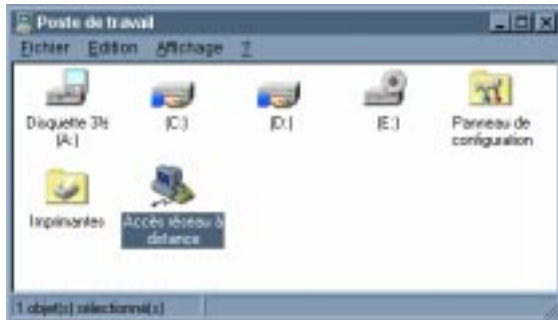 Poste de travail
Fichier Edition Affichage ?
Disquette 3½ (A:)
(C:)
(D:)
(E:)
Panneau de configuration
Imprimantes
Accès réseau à distance
1 objet(s) sélectionné(s)